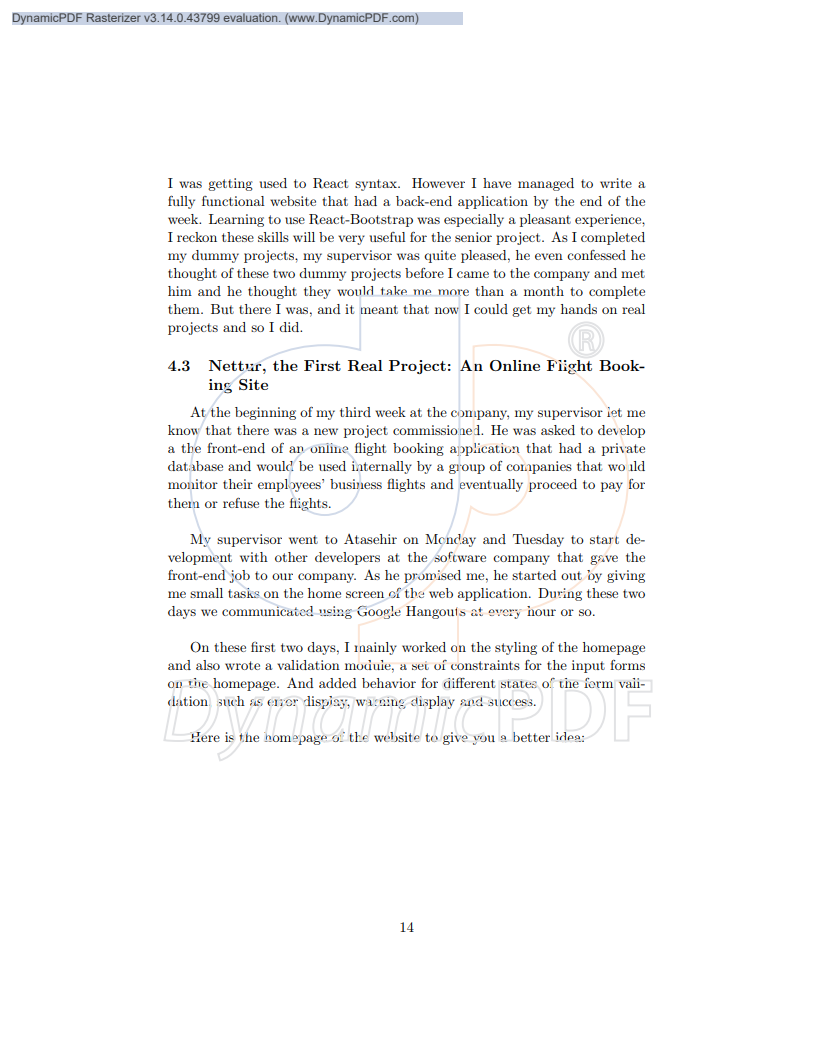 DynamicPDF Rasterizer v3.14.0.43799 evaluation. (www.DynamicPDF.com)
I was getting used to React syntax. However I have managed to write a
fully functional website that had a back-end application by the end of the
week. Learning to use React-Bootstrap was especially a pleasant experience,
I reckon these skills will be very useful for the senior project. As I completed
my dummy projects, my supervisor was quite pleased, he even confessed he
thought of these two dummy projects before I came to the company and met
him and he thought they would take me more than a month to complete
them. But there I was, and it meant that now I could get my hands on real
projects and so I did.
4.3 Nettur, the First Real Project: An Online Flight Book-
ing Site
At the beginning of my third week at the company, my supervisor let me
know that there was a new project commissioned. He was asked to develop
a the front-end of an online flight booking application that had a private
database and would be used internally by a group of companies that would
monitor their employees' business flights and eventually proceed to pay for
them or refuse the flights.
My supervisor went to Atasehir on Monday and Tuesday to start de-
velopment with other developers at the software company that gave the
front-end job to our company. As he promised me, he started out by giving
me small tasks on the home screen of the web application. During these two
days we communicated using Google Hangouts at every hour or so.
On these first two days, I mainly worked on the styling of the homepage
and also wrote a validation module, a set of constraints for the input forms
on the homepage. And added behavior for different states of the form vali-
dation, such as error display, warning display and success.
DynamicPDF
Here is the homepage of the website to give you a better idea:
14